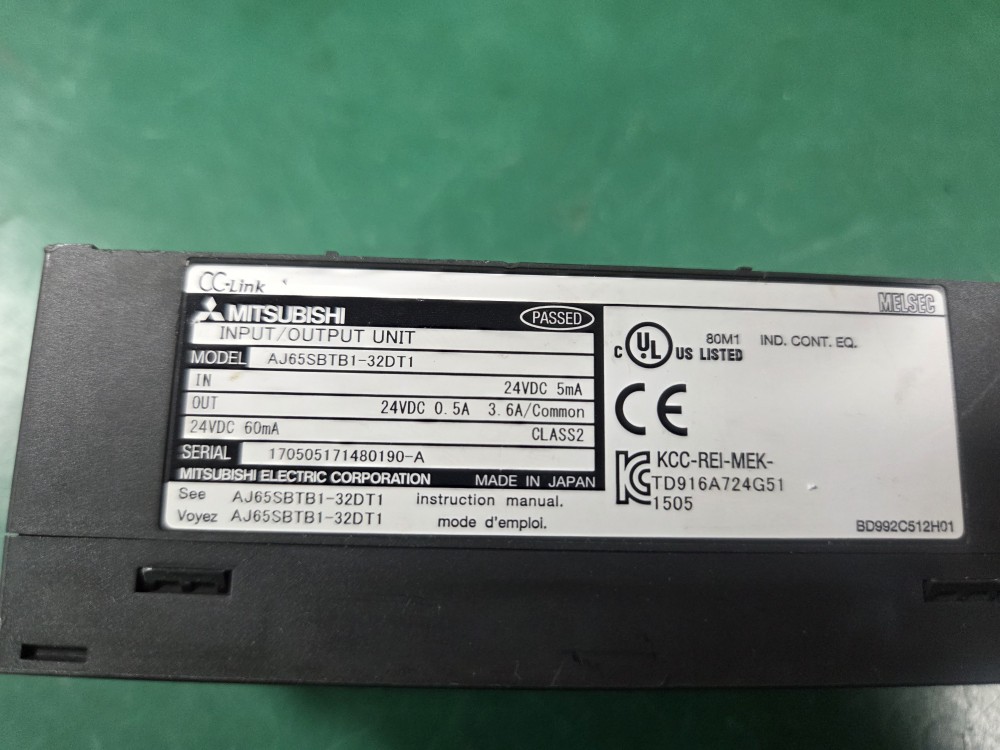 CC-Link
MELSEC
MITSUBISHI PASSED
INPUT/OUTPUT UNIT
MODEL AJ65SBTB1-32DT1
IN 24VDC 5mA
OUT 24VDC 0.5A 3.6A/Common
24VDC 60mA CLASS2
SERIAL 170505171480190-A
MITSUBISHI ELECTRIC CORPORATION MADE IN JAPAN
See AJ65SBTB1-32DT1 instruction manual.
Voyez AJ65SBTB1-32DT1 mode d'emploi.
C UL US LISTED 80M1 IND. CONT. EQ.
CE
KC KCC-REI-MEK-
TD916A724G51
1505
BD992C512H01